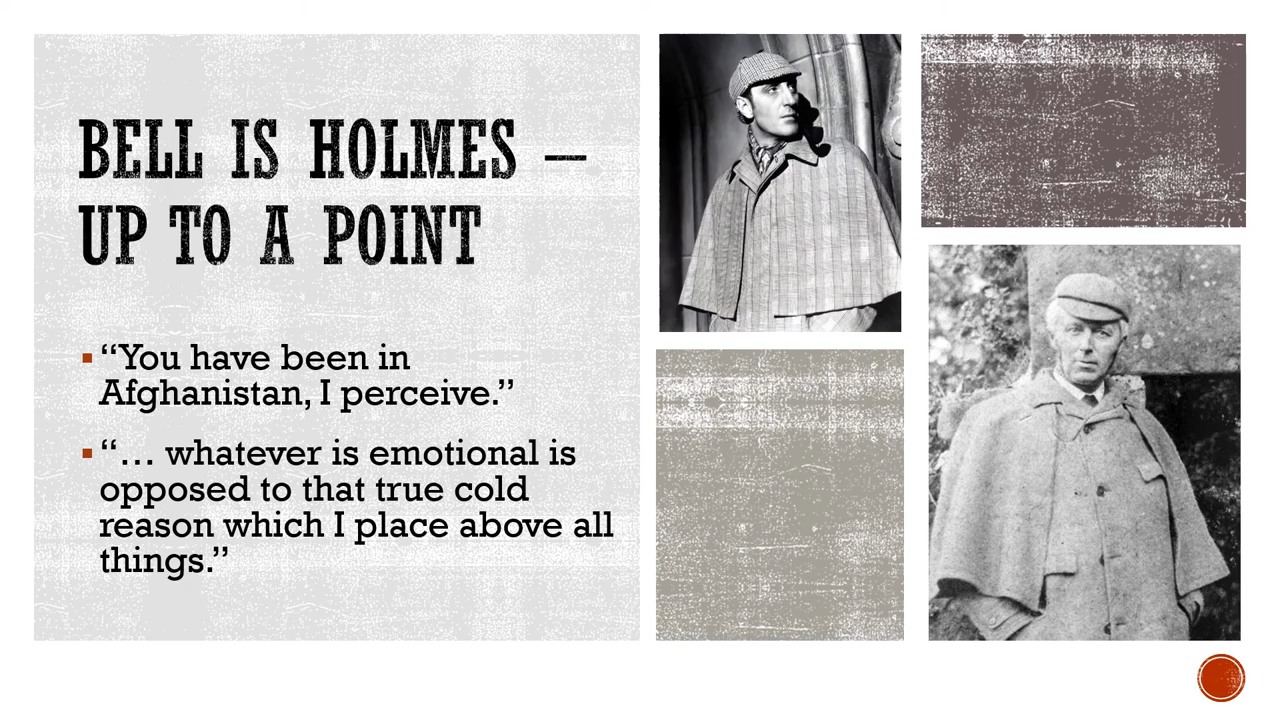 BELL IS HOLMES –
UP TO A POINT
“You have been in
Afghanistan, I perceive.”
“… whatever is emotional is
opposed to that true cold
reason which I place above all
things.”